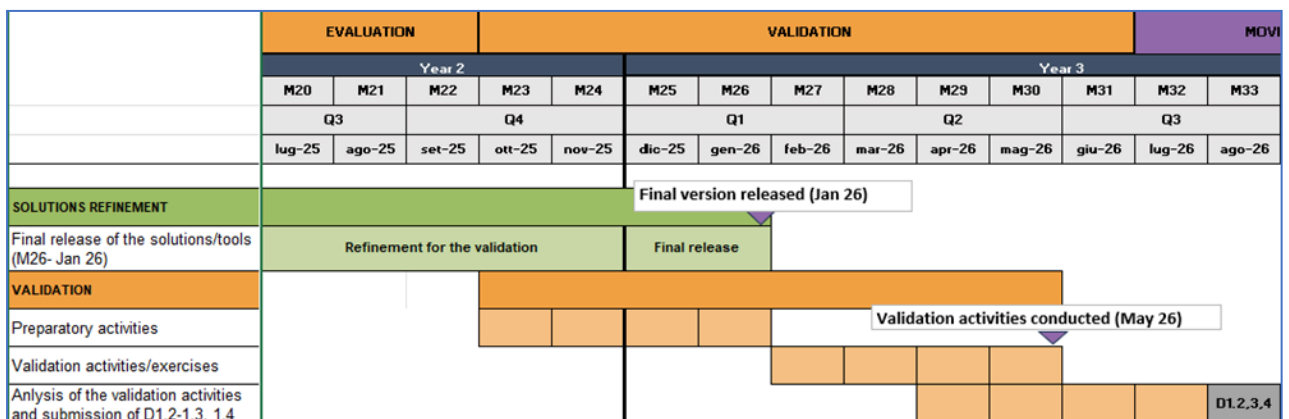 EVALUATION VALIDATION MOVI
Year 2 Year 3
M20 M21 M22 M23 M24 M25 M26 M27 M28 M29 M30 M31 M32 M33
Q3 Q4 Q1 Q2 Q3
lug-25 ago-25 set-25 ott-25 nov-25 dic-25 gen-26 feb-26 mar-26 apr-26 mag-26 giu-26 lug-26 ago-26
Final version released (Jan 26)
SOLUTIONS REFINEMENT
Final release of the solutions/tools
(M26- Jan 26)
Refinement for the validation Final release
VALIDATION
Validation activities conducted (May 26)
Preparatory activities
Validation activities/exercises
Anlysis of the validation activities
and submission of D1.2-1.3, 1.4
D1.2,3,4